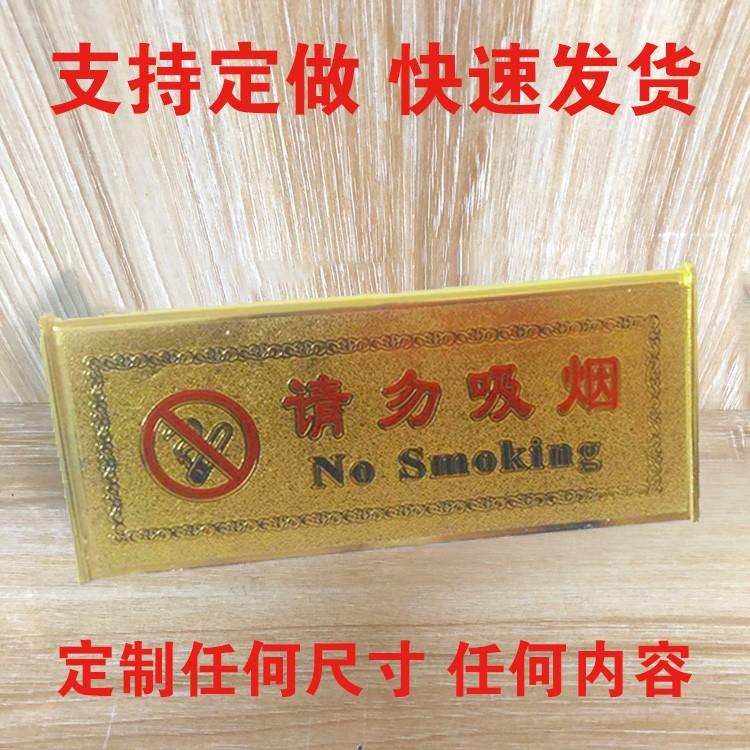 支持定做 快速发货
请勿吸烟
No Smoking
定制任何尺寸 任何内容